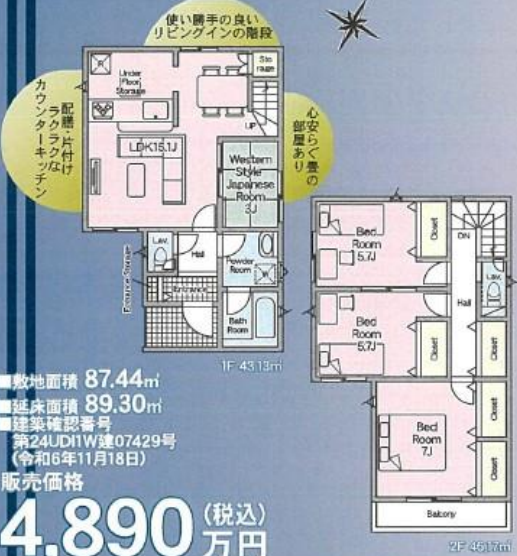 使い勝手の良い
リビングインの階段
配膳・片付け
ラクラクな
カウンターキッチン
心安らぐ畳の
部屋あり
R
Under
Floor
Storage
Sto
rage
UP
LDK15.1J
Western
Style
Japanese
Room
3J
Lav.
Hall
Powder
Room
W
Entrance Storage
Entrance
Bath
Room
1F 43.13㎡
Bed
Room
5.7J
Closet
DN
Lav.
Hall
Bed
Room
5.7J
Closet
Closet
Bed
Room
7J
Closet
Closet
Balcony
2F 46.17㎡
■敷地面積 87.44㎡
■延床面積 89.30㎡
■建築確認番号
第24UDI1W建07429号
(令和6年11月18日)
販売価格
4,890(税込)万円